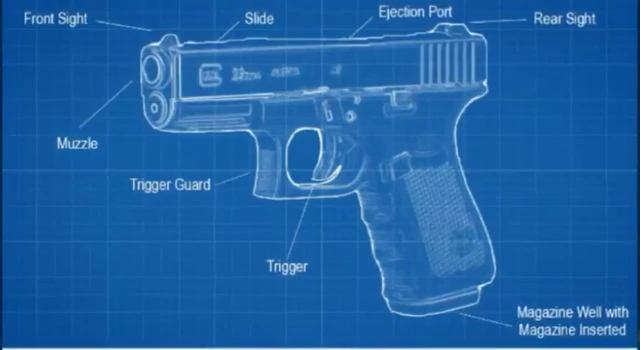 Front Sight
Slide
Ejection Port
Rear Sight
Muzzle
Trigger Guard
Trigger
Magazine Well with
Magazine Inserted